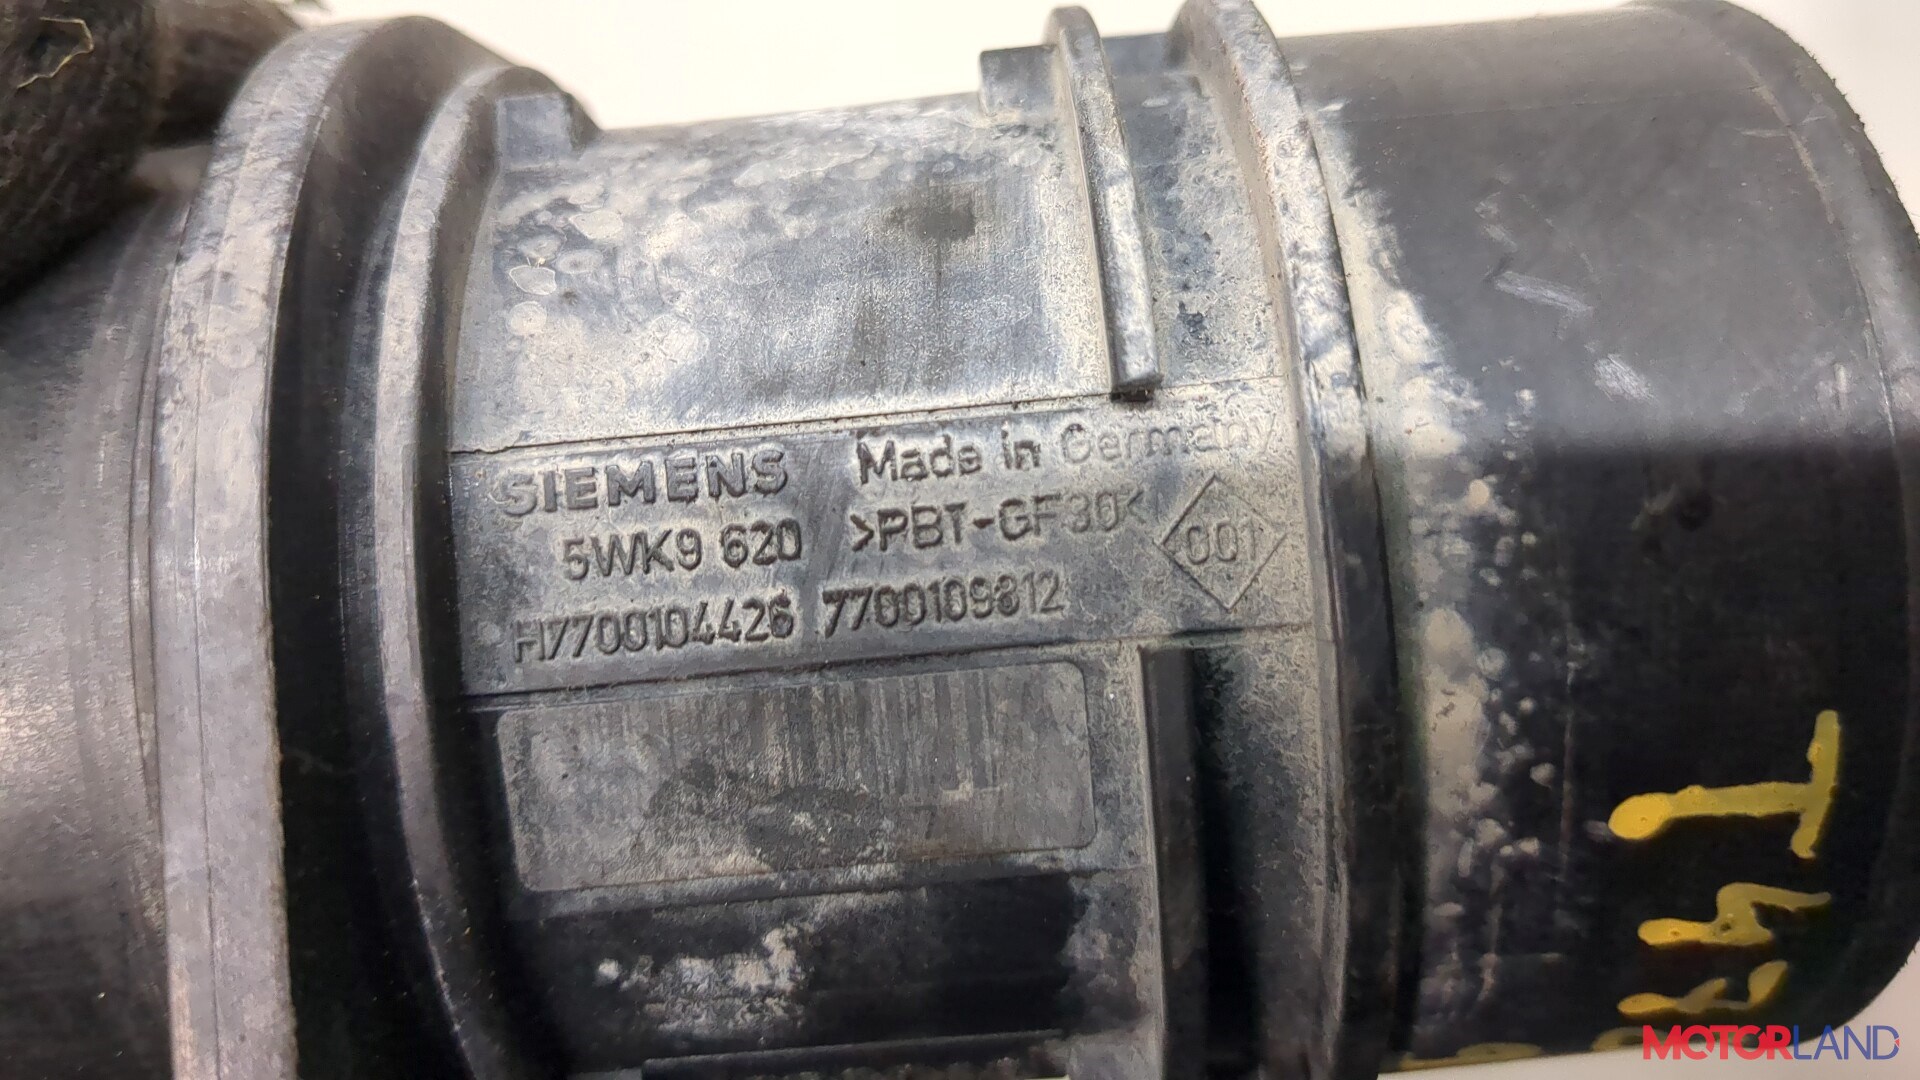 SIEMENS Made in Germany
5WK9 620 >PBT-GF30< 001
H7700104426 7700109812
MOTORLAND